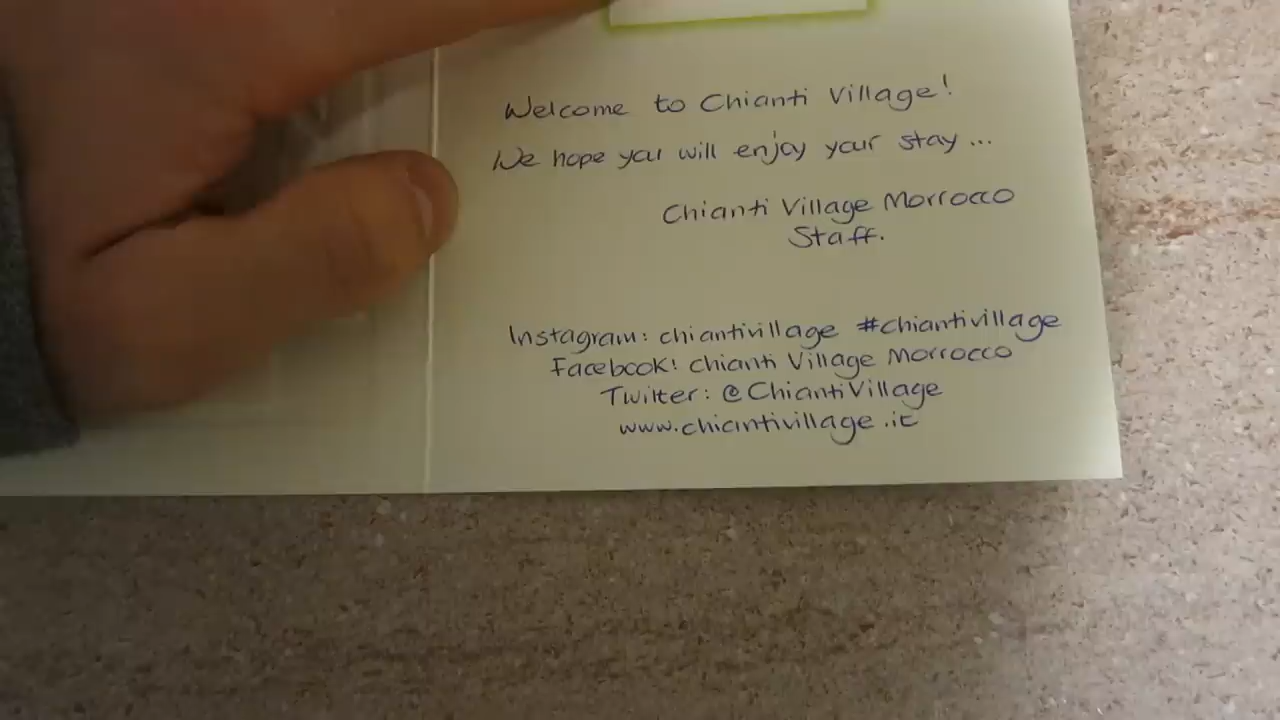 Welcome to Chianti Village!
We hope you will enjoy your stay ...
Chianti Village Morrocco
Staff.
Instagram: chiantivillage #chiantivillage
Facebook: Chianti Village Morrocco
Twitter: @ChiantiVillage
www.chiantivillage.it